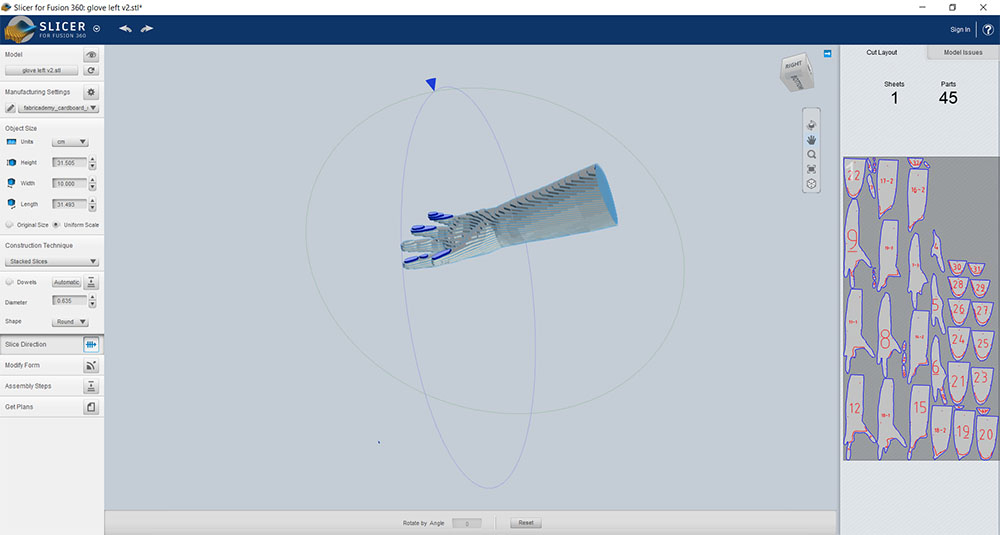 Slicer for Fusion 360: glove left v2.stl*
SLICER
FOR FUSION 360
Sign In
?
Model
glove left v2.stl
Manufacturing Settings
fabricademy_cardboard_
Object Size
Units
cm
Height
31.505
Width
10.000
Length
31.493
Original Size
Uniform Scale
Construction Technique
Stacked Slices
Dowels
Automatic
Diameter
0.635
Shape
Round
Slice Direction
Modify Form
Assembly Steps
Get Plans
RIGHT
BOTTOM
Rotate by Angle
0
Reset
Cut Layout
Model Issues
Sheets
Parts
1
45
22
17-2
16-2
9
30
31
28
29
5
26
27
8
24
25
6
21
23
12
15
18-2
19
20